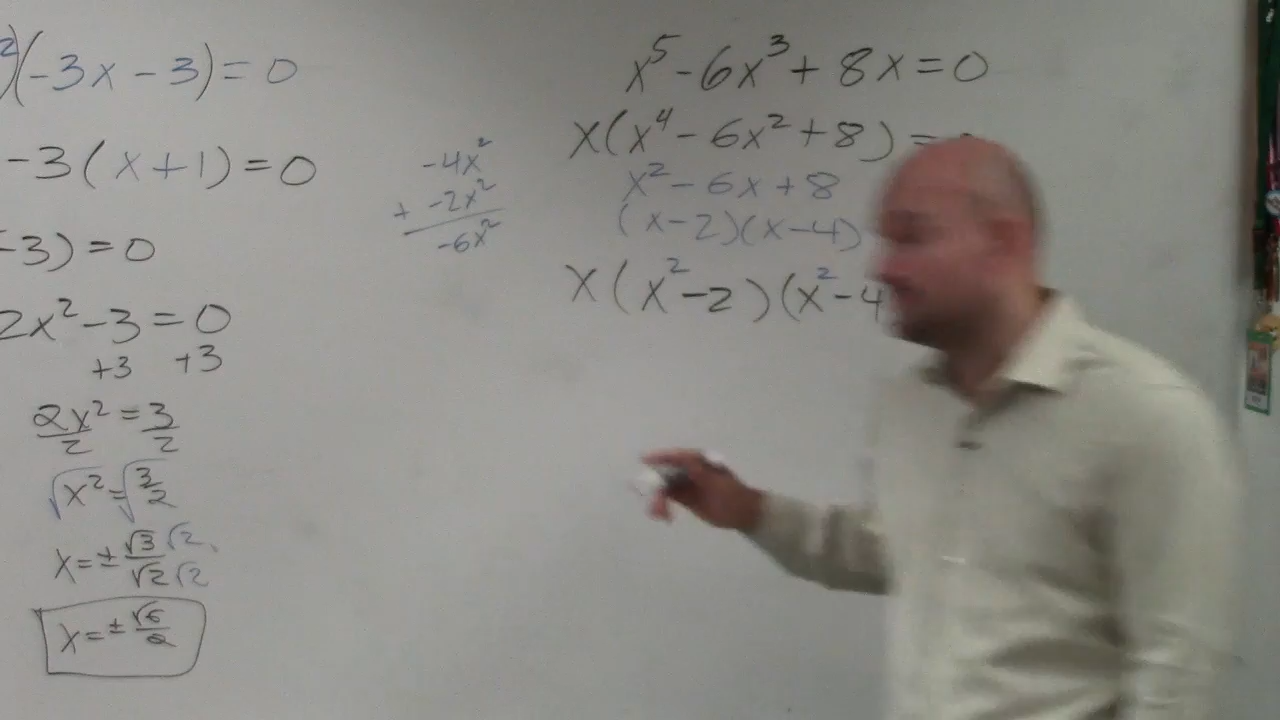 ²)(-3x - 3) = 0
-3(x+1) = 0
-3) = 0
2x² - 3 = 0
+3 +3
2x²/2 = 3/2
√x² = √3/2
x = ± √3/√2 √2/√2
x = ± √6/2
-4x²
+ -2x²
-6x²
x⁵ - 6x³ + 8x = 0
x(x⁴ - 6x² + 8) =
x² - 6x + 8
(x-2)(x-4)
x(x²-2)(x²-4